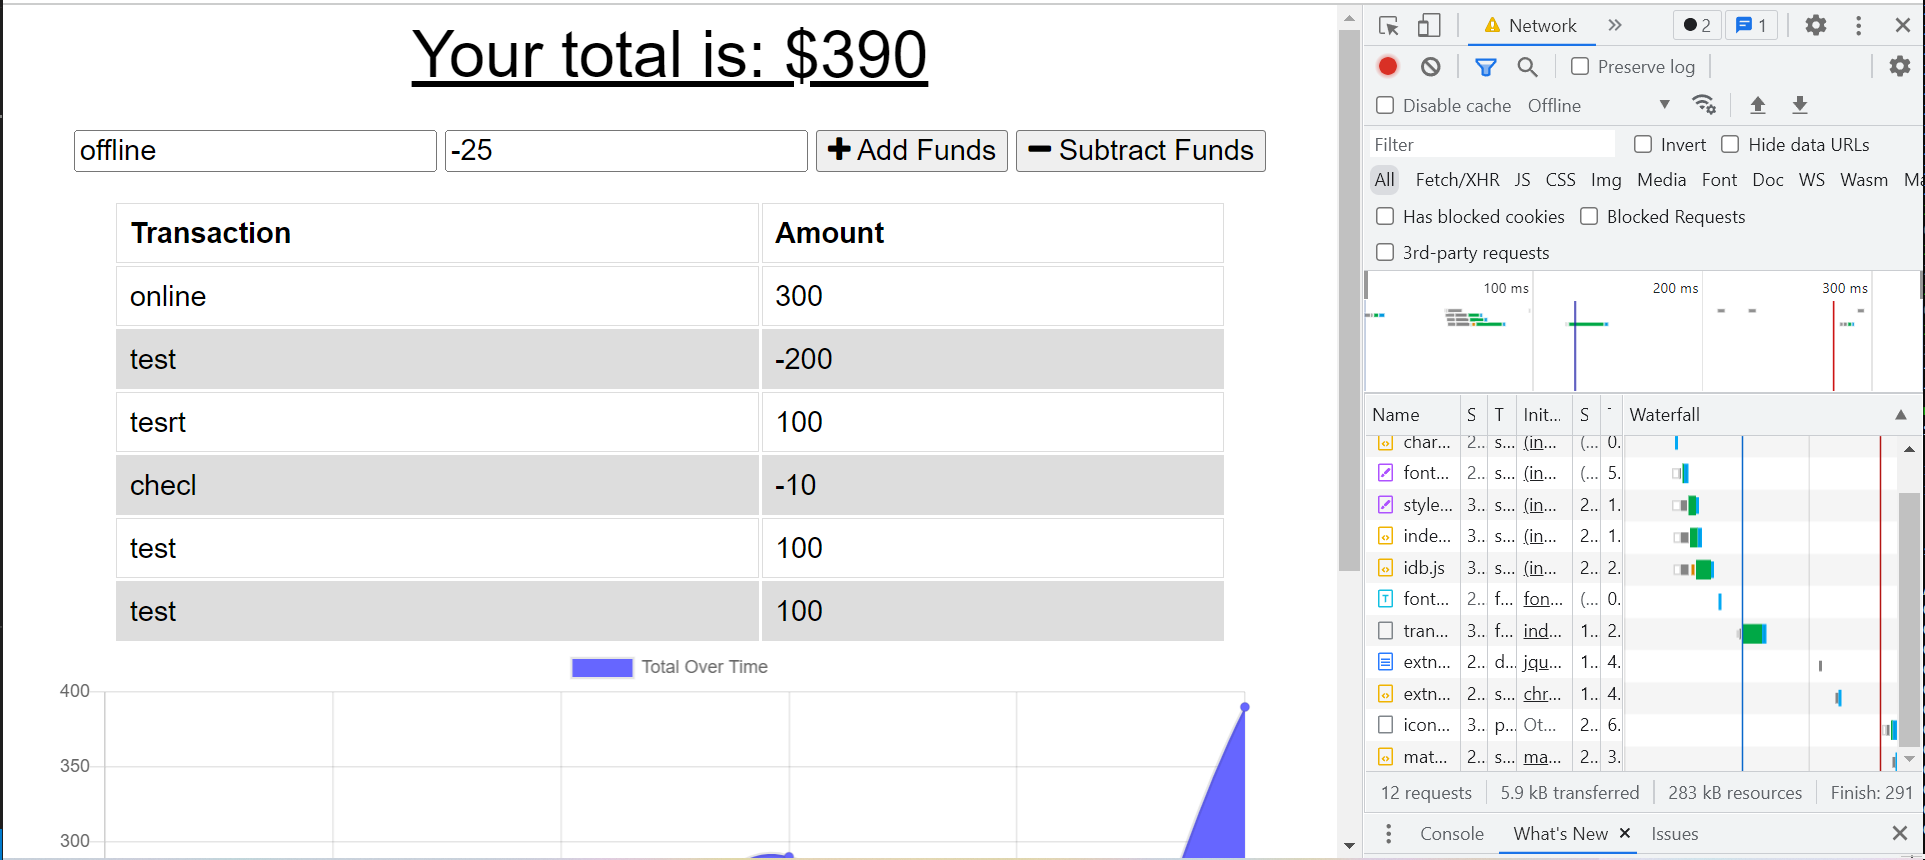 Your total is: $390
offline -25 Add Funds Subtract Funds
Transaction Amount
online 300
test -200
tesrt 100
checl -10
test 100
test 100
Total Over Time
400
350
300
Network 2 1
Preserve log
Disable cache Offline
Filter Invert Hide data URLs
All Fetch/XHR JS CSS Img Media Font Doc WS Wasm Ma
Has blocked cookies Blocked Requests
3rd-party requests
100 ms 200 ms 300 ms
Name S T Init... S Waterfall
char... 2.. s... (in... (... 0.
font... 2.. s... (in... (... 5.
style... 3.. s... (in... 2.. 1.
inde... 3.. s... (in... 2.. 1.
idb.js 3.. s... (in... 2.. 2.
font... 2.. f... fon... (... 0.
tran... 3.. f... ind... 1.. 2.
extn... 2.. d... jqu... 1.. 4.
extn... 2.. s... chr... 1.. 4.
icon... 3.. p... Ot... 2.. 6.
mat... 2.. s... ma... 2.. 3.
12 requests 5.9 kB transferred 283 kB resources Finish: 291
Console What's New × Issues